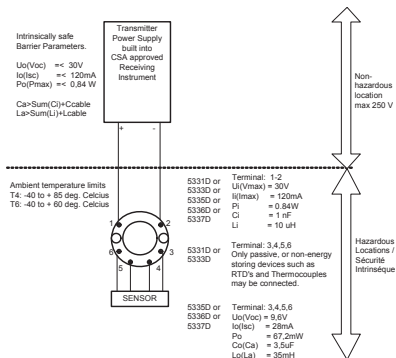 Intrinsically safe
Barrier Parameters.
Uo(Voc) =< 30V
Io(Isc) =< 120mA
Po(Pmax) =< 0,84 W
Ca>Sum(Ci)+Ccable
La>Sum(Li)+Lcable
Transmitter
Power Supply
built into
CSA approved
Receiving
Instrument
+ -
Non-
hazardous
location
max 250 V
Ambient temperature limits
T4: -40 to + 85 deg. Celcius
T6: -40 to + 60 deg. Celcius
1 2
6 3
5 4
SENSOR
5331D or
5333D or
5335D or
5336D or
5337D
Terminal: 1-2
Ui(Vmax) = 30V
Ii(Imax) = 120mA
Pi = 0.84W
Ci = 1 nF
Li = 10 uH
5331D or
5333D
Terminal: 3,4,5,6
Only passive, or non-energy
storing devices such as
RTD's and Thermocouples
may be connected.
5335D or
5336D or
5337D
Terminal: 3,4,5,6
Uo(Voc) = 9,6V
Io(Isc) = 28mA
Po = 67,2mW
Co(Ca) = 3,5uF
Lo(La) = 35mH
Hazardous
Locations /
Sécurité
Intrinséque